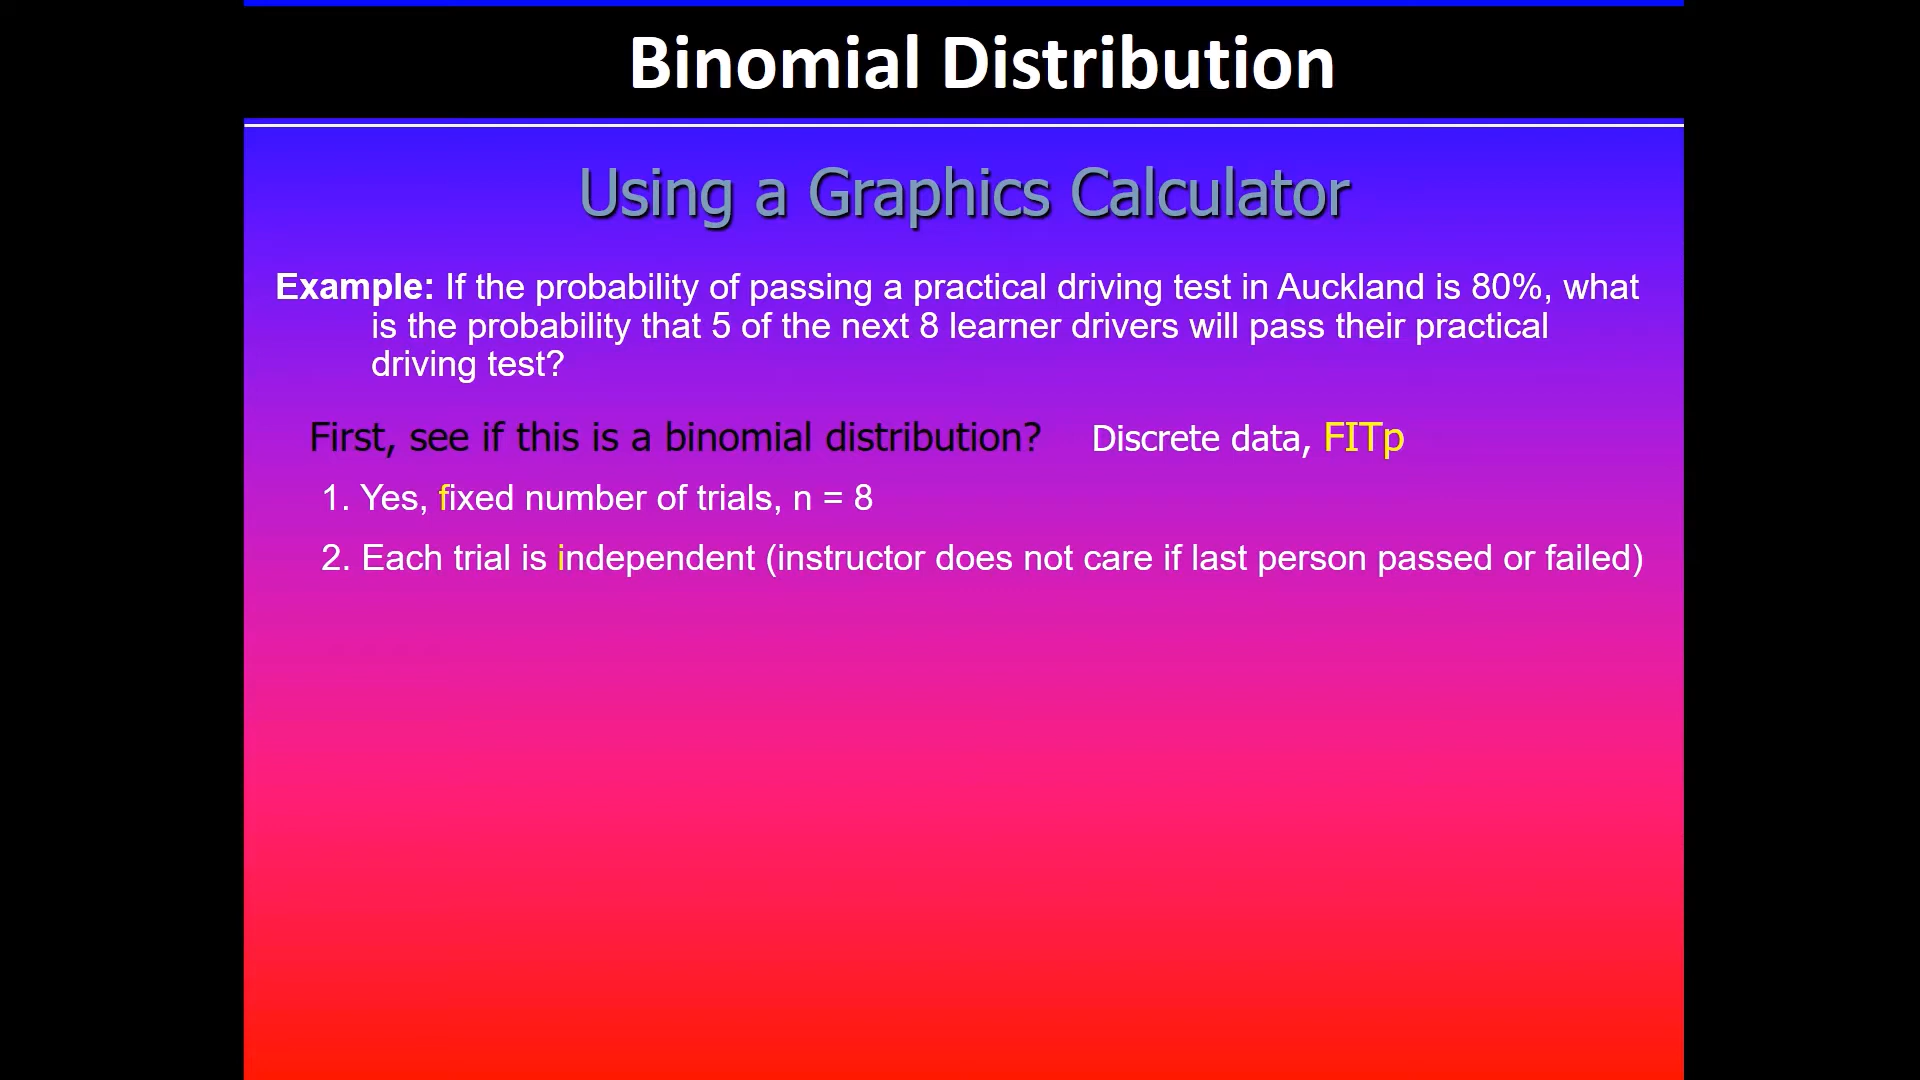 Binomial Distribution
Using a Graphics Calculator
Example: If the probability of passing a practical driving test in Auckland is 80%, what
is the probability that 5 of the next 8 learner drivers will pass their practical
driving test?
First, see if this is a binomial distribution? Discrete data, FITp
1. Yes, fixed number of trials, n = 8
2. Each trial is independent (instructor does not care if last person passed or failed)